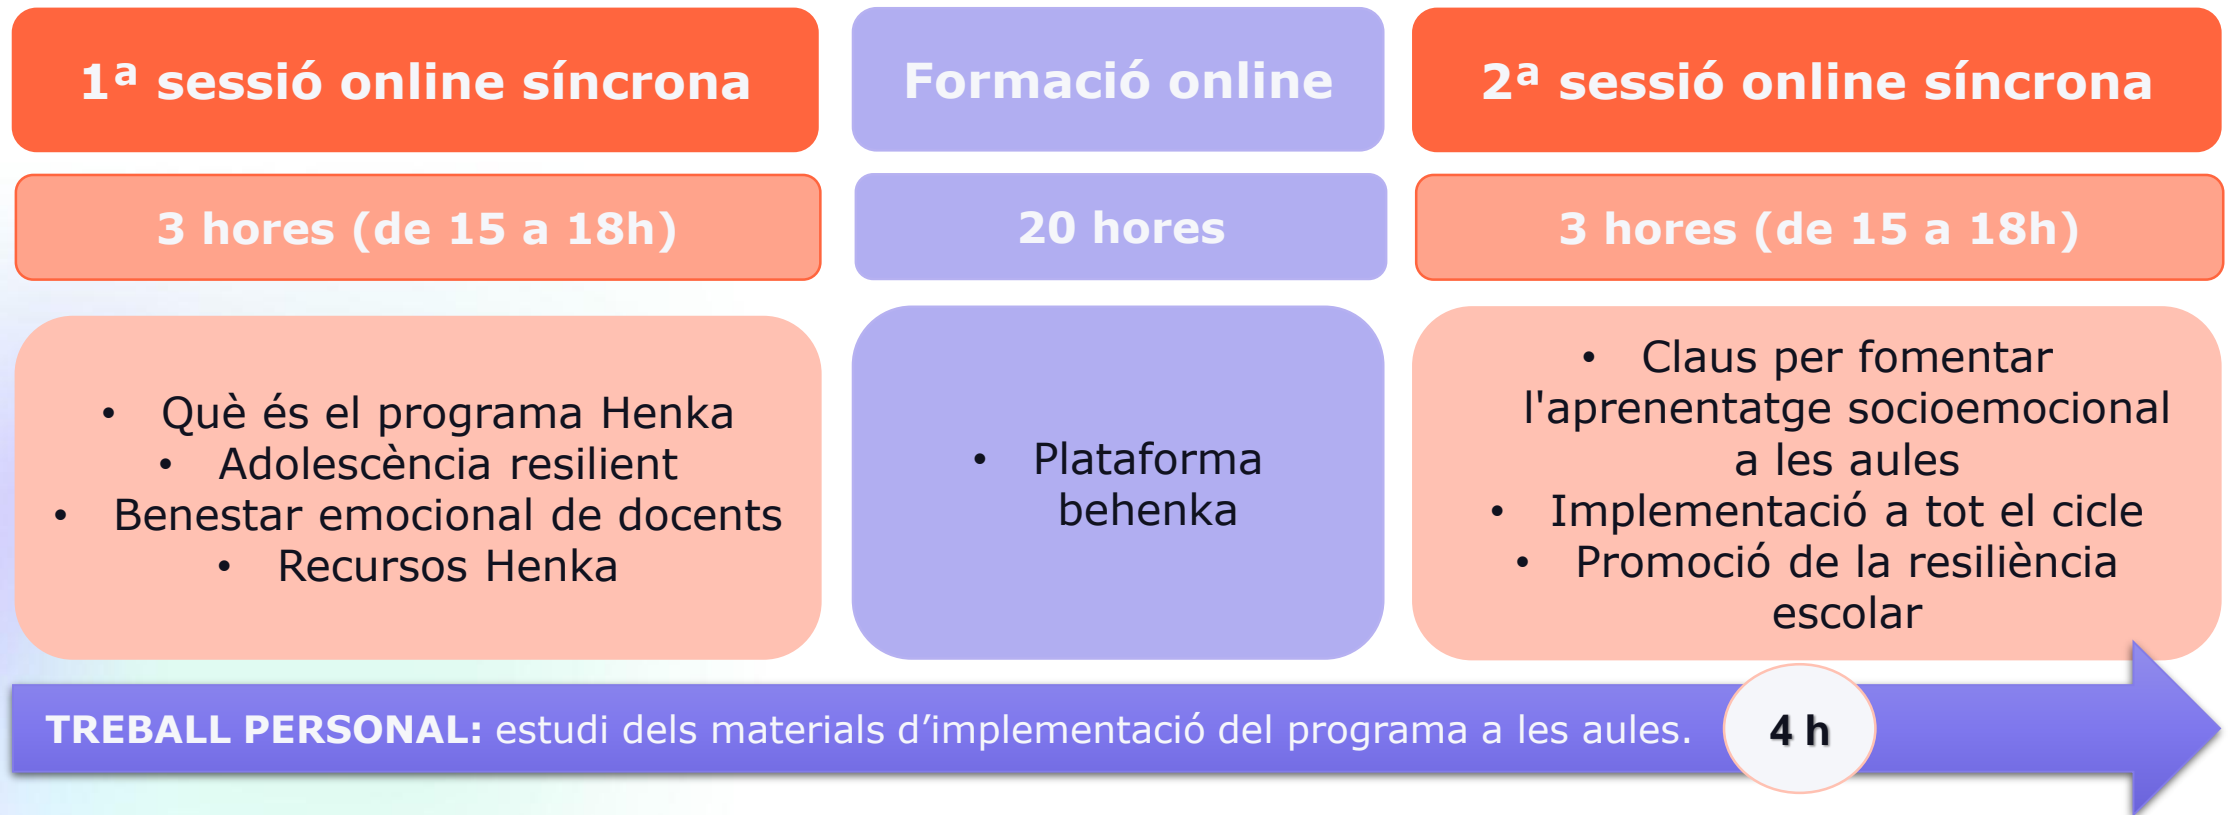 1ª sessió online síncrona
3 hores (de 15 a 18h)
• Què és el programa Henka
• Adolescència resilient
• Benestar emocional de docents
• Recursos Henka
Formació online
20 hores
• Plataforma
behenka
2ª sessió online síncrona
3 hores (de 15 a 18h)
• Claus per fomentar
l'aprenentatge socioemocional
a les aules
• Implementació a tot el cicle
• Promoció de la resiliència
escolar
TREBALL PERSONAL: estudi dels materials d’implementació del programa a les aules.
4 h